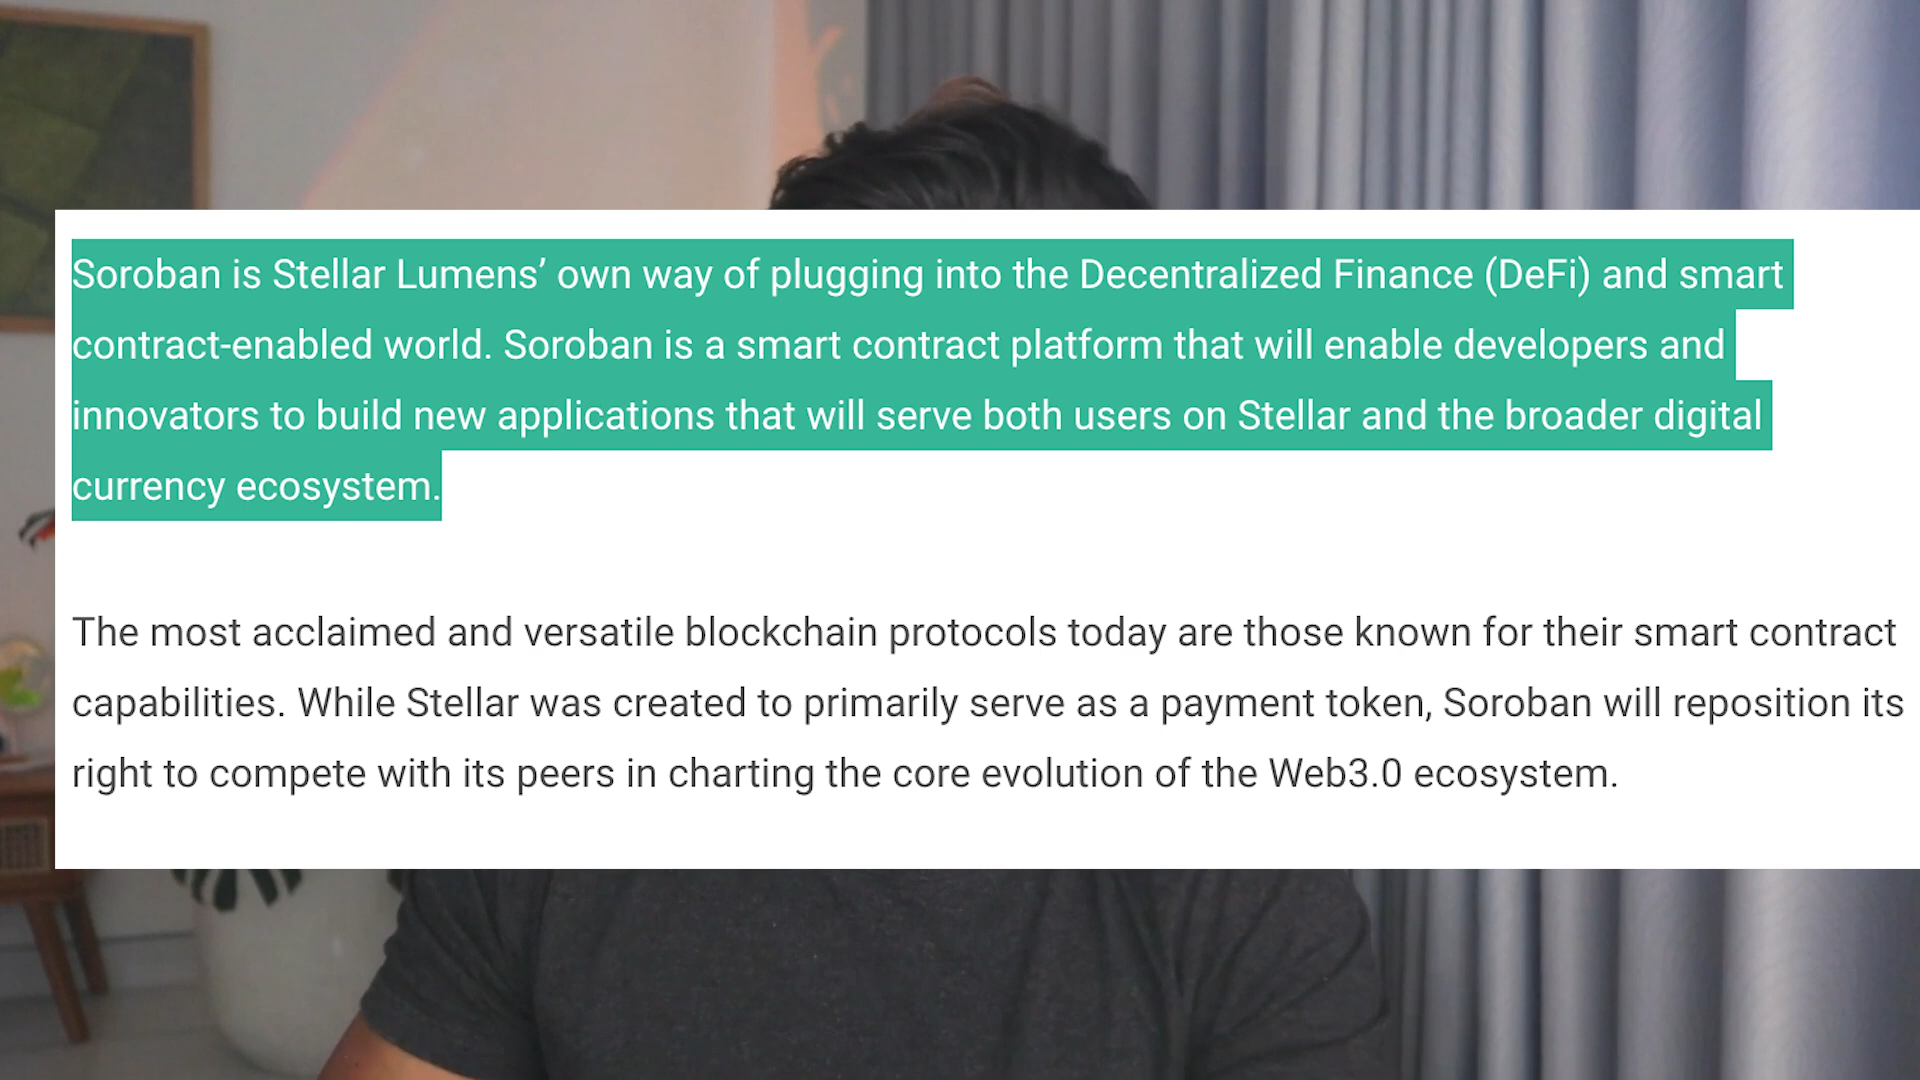 Soroban is Stellar Lumens’ own way of plugging into the Decentralized Finance (DeFi) and smart
contract-enabled world. Soroban is a smart contract platform that will enable developers and
innovators to build new applications that will serve both users on Stellar and the broader digital
currency ecosystem.
The most acclaimed and versatile blockchain protocols today are those known for their smart contract
capabilities. While Stellar was created to primarily serve as a payment token, Soroban will reposition its
right to compete with its peers in charting the core evolution of the Web3.0 ecosystem.